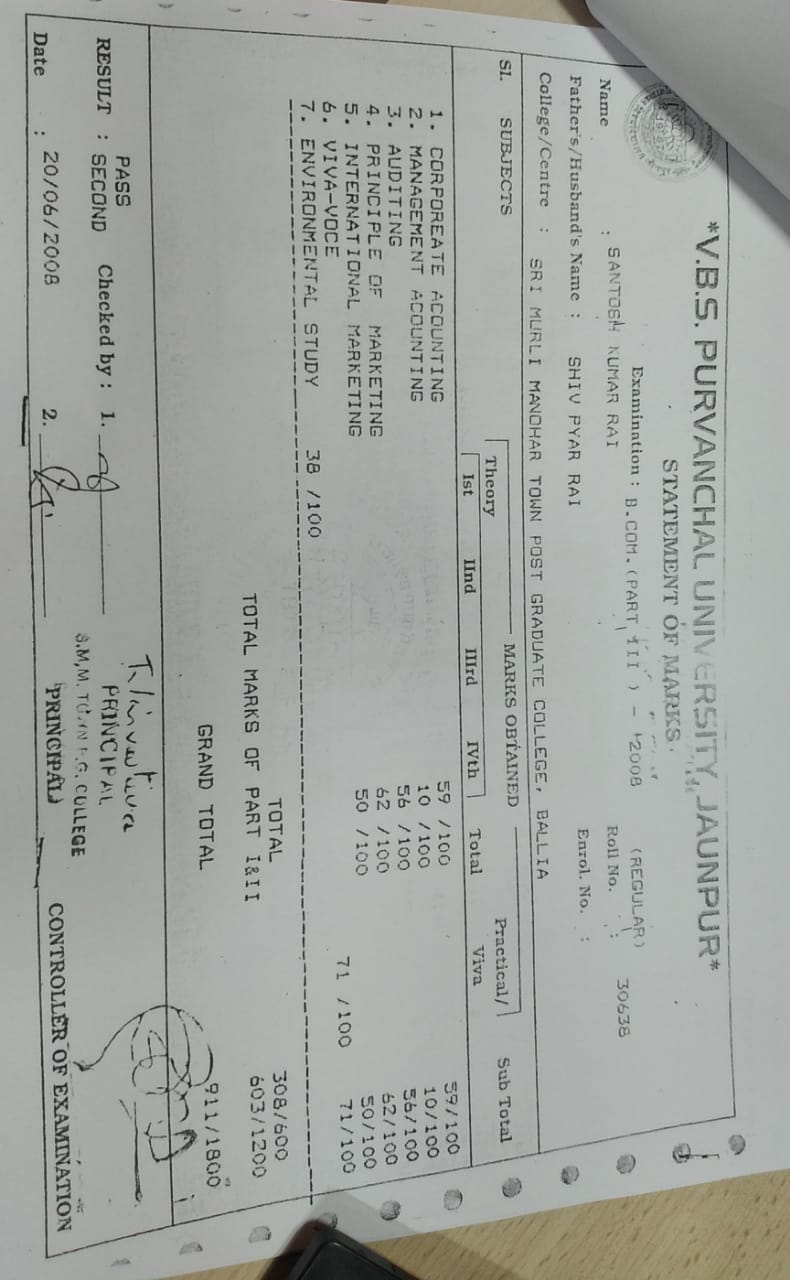 *V.B.S. PURVANCHAL UNIVERSITY, JAUNPUR*
STATEMENT OF MARKS
Examination : B.COM. (PART III ) - 2008 (REGULAR)
Name : SANTOSH KUMAR RAI Roll No. : 30638
Father's/Husband's Name : SHIV PYAR RAI Enrol. No. :
College/Centre : SRI MURLI MANOHAR TOWN POST GRADUATE COLLEGE, BALLIA
Sl. SUBJECTS MARKS OBTAINED Sub Total
Theory Practical/
Ist IInd IIIrd IVth Total Viva
1. CORPOREATE ACOUNTING 59 /100 59/100
2. MANAGEMENT ACOUNTING 10 /100 10/100
3. AUDITING 56 /100 56/100
4. PRINCIPLE OF MARKETING 62 /100 62/100
5. INTERNATIONAL MARKETING 50 /100 50/100
6. VIVA-VOCE 71 /100 71/100
7. ENVIRONMENTAL STUDY 38 /100
TOTAL 308/600
TOTAL MARKS OF PART I&II 603/1200
GRAND TOTAL 911/1800
RESULT : PASS
SECOND Checked by : 1.
PRINCIPAL
S.M,M. TOWN P.G. COLLEGE
Date : 20/06/2008 2. PRINCIPAL CONTROLLER OF EXAMINATION